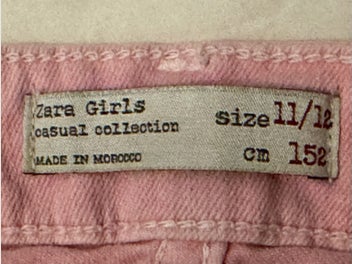 Zara Girls
casual collection
MADE IN MOROCCO
size 11/12
cm 152